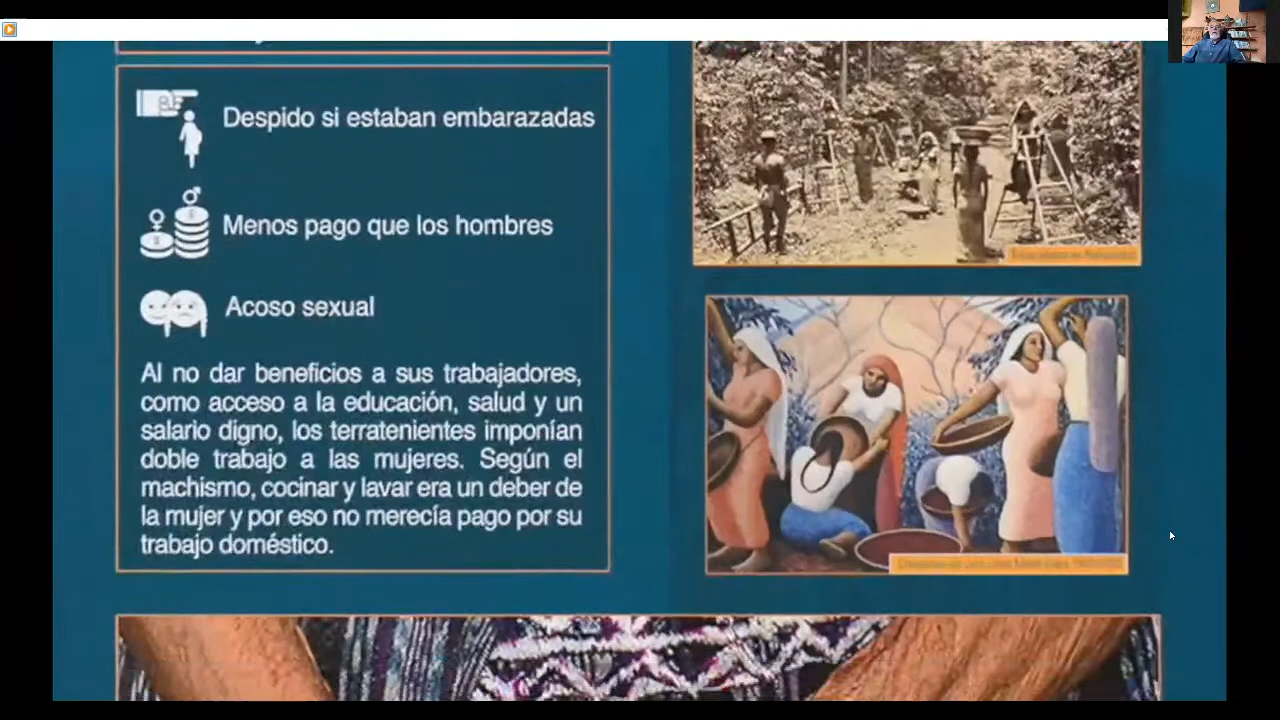 Despido si estaban embarazadas
Menos pago que los hombres
Acoso sexual
Al no dar beneficios a sus trabajadores,
como acceso a la educación, salud y un
salario digno, los terratenientes imponían
doble trabajo a las mujeres. Según el
machismo, cocinar y lavar era un deber de
la mujer y por eso no merecía pago por su
trabajo doméstico.